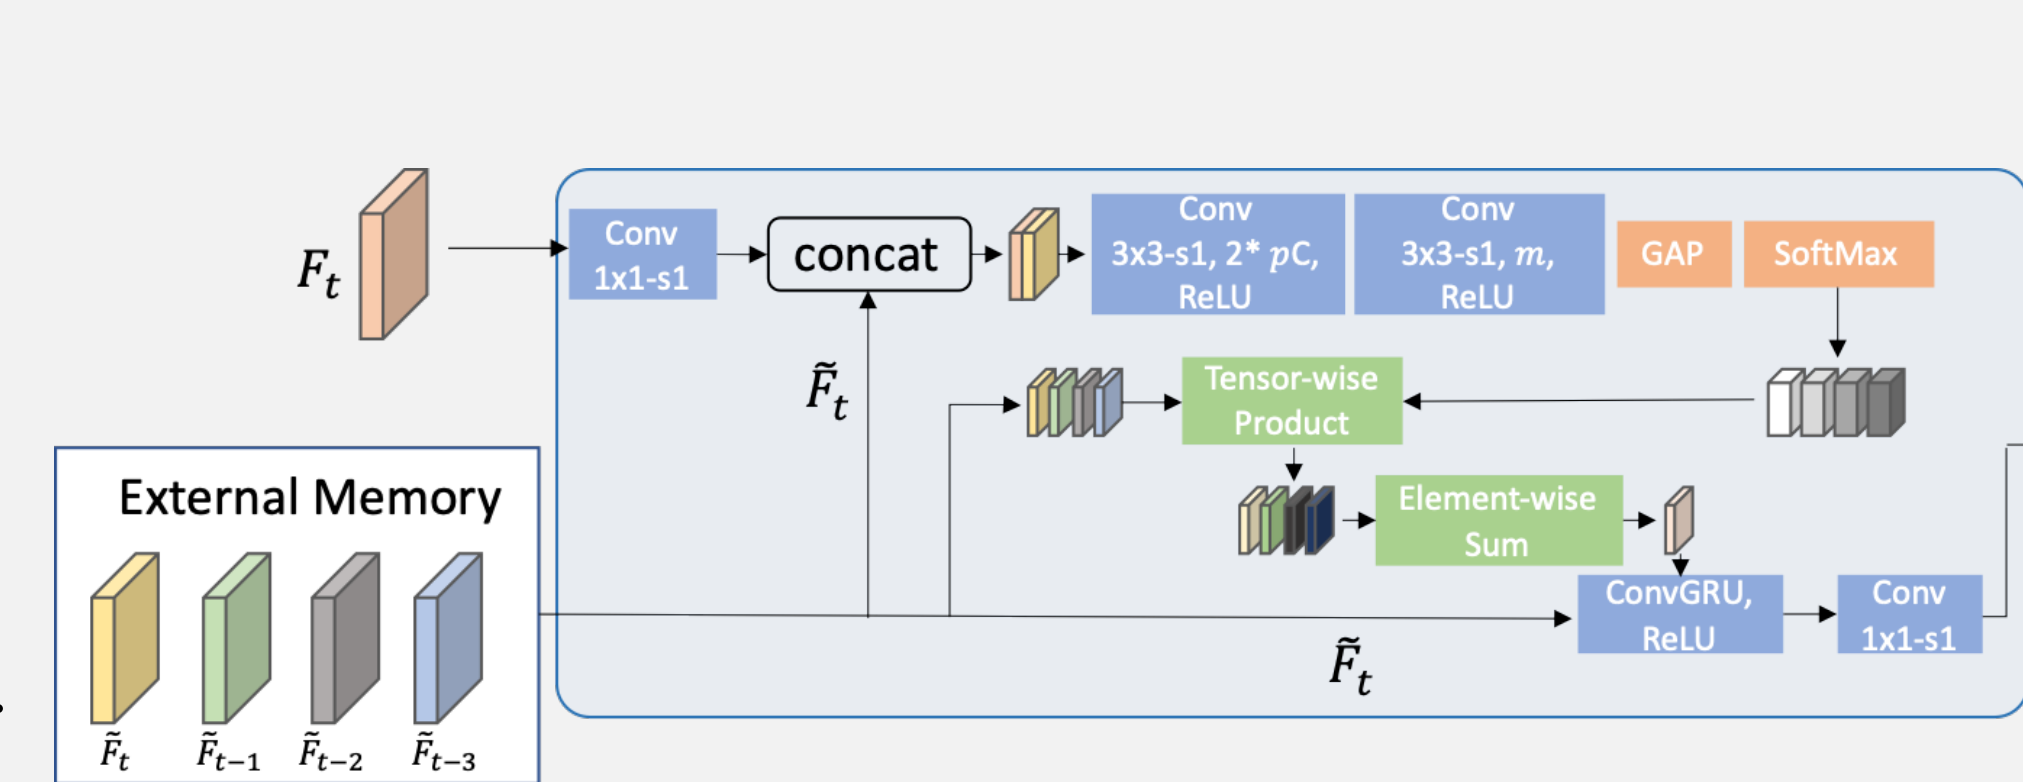 Conv
1x1-s1
concat
Conv
3x3-s1, 2* pC,
ReLU
Conv
3x3-s1, m,
ReLU
GAP
SoftMax
F_t
F̃_t
Tensor-wise
Product
External Memory
Element-wise
Sum
ConvGRU,
ReLU
Conv
1x1-s1
F̃_t
F̃_t
F̃_{t−1}
F̃_{t−2}
F̃_{t−3}